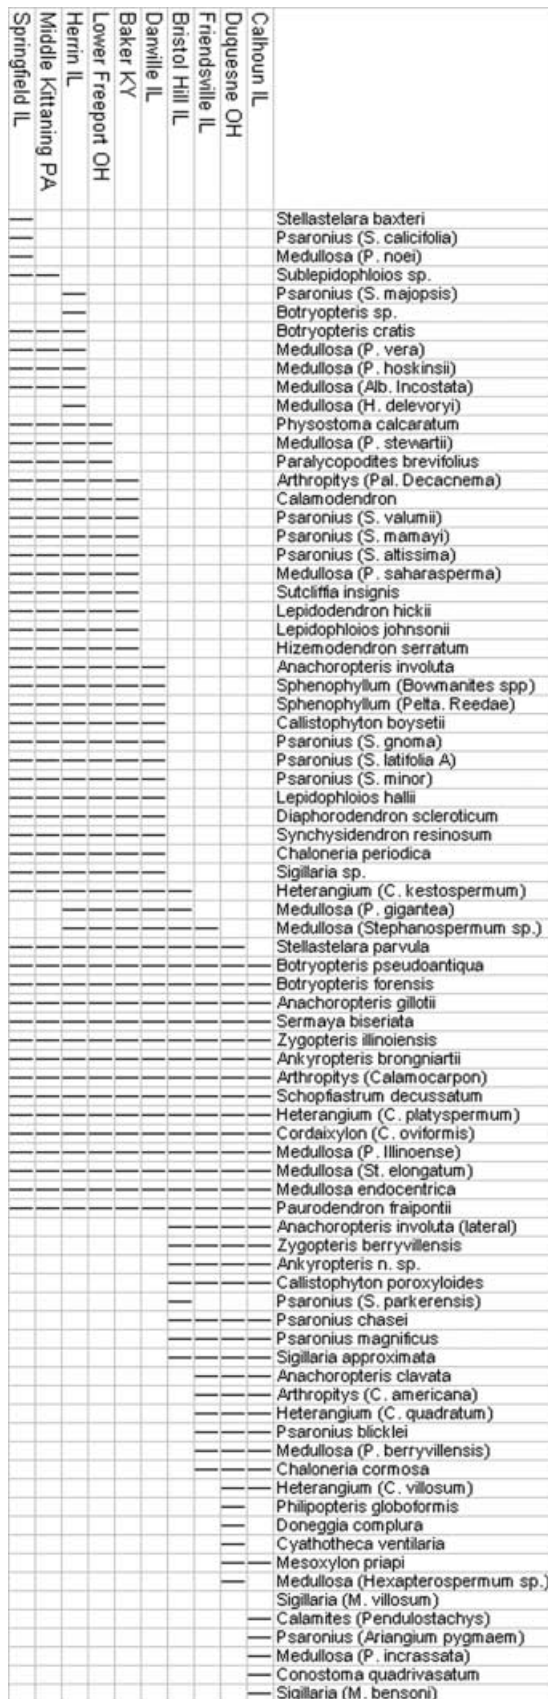 Springfield IL
Middle Kittaning PA
Herrin IL
Lower Freeport OH
Baker KY
Danville IL
Bristol Hill IL
Friendsville IL
Duquesne OH
Calhoun IL
Stellastelara baxteri
Psaronius (S. calicifolia)
Medullosa (P. noei)
Sublepidophloios sp.
Psaronius (S. majopsis)
Botryopteris sp.
Botryopteris cratis
Medullosa (P. vera)
Medullosa (P. hoskinsii)
Medullosa (Alb. Incostata)
Medullosa (H. delevoryi)
Physostoma calcaratum
Medullosa (P. stewartii)
Paralycopodites brevifolius
Arthropitys (Pal. Decacnema)
Calamodendron
Psaronius (S. valumii)
Psaronius (S. mamayi)
Psaronius (S. altissima)
Medullosa (P. saharasperma)
Sutcliffia insignis
Lepidodendron hickii
Lepidophloios johnsonii
Hizemodendron serratum
Anachoropteris involuta
Sphenophyllum (Bowmanites spp)
Sphenophyllum (Pelta. Reedae)
Callistophyton boysetii
Psaronius (S. gnoma)
Psaronius (S. latifolia A)
Psaronius (S. minor)
Lepidophloios hallii
Diaphorodendron scleroticum
Synchysidendron resinosum
Chaloneria periodica
Sigillaria sp.
Heterangium (C. kestospermum)
Medullosa (P. gigantea)
Medullosa (Stephanospermum sp.)
Stellastelara parvula
Botryopteris pseudoantiqua
Botryopteris forensis
Anachoropteris gillotii
Sermaya biseriata
Zygopteris illinoiensis
Ankyropteris brongniartii
Arthropitys (Calamocarpon)
Schopfiastrum decussatum
Heterangium (C. platyspermum)
Cordaixylon (C. oviformis)
Medullosa (P. Illinoense)
Medullosa (St. elongatum)
Medullosa endocentrica
Paurodendron fraipontii
Anachoropteris involuta (lateral)
Zygopteris berryvillensis
Ankyropteris n. sp.
Callistophyton poroxyloides
Psaronius (S. parkerensis)
Psaronius chasei
Psaronius magnificus
Sigillaria approximata
Anachoropteris clavata
Arthropitys (C. americana)
Heterangium (C. quadratum)
Psaronius blicklei
Medullosa (P. berryvillensis)
Chaloneria cormosa
Heterangium (C. villosum)
Philipopteris globoformis
Doneggia complura
Cyathotheca ventilaria
Mesoxylon priapi
Medullosa (Hexapterospermum sp.)
Sigillaria (M. villosum)
Calamites (Pendulostachys)
Psaronius (Ariangium pygmaem)
Medullosa (P. incrassata)
Conostoma quadrivasatum
Sigillaria (M. bensoni)